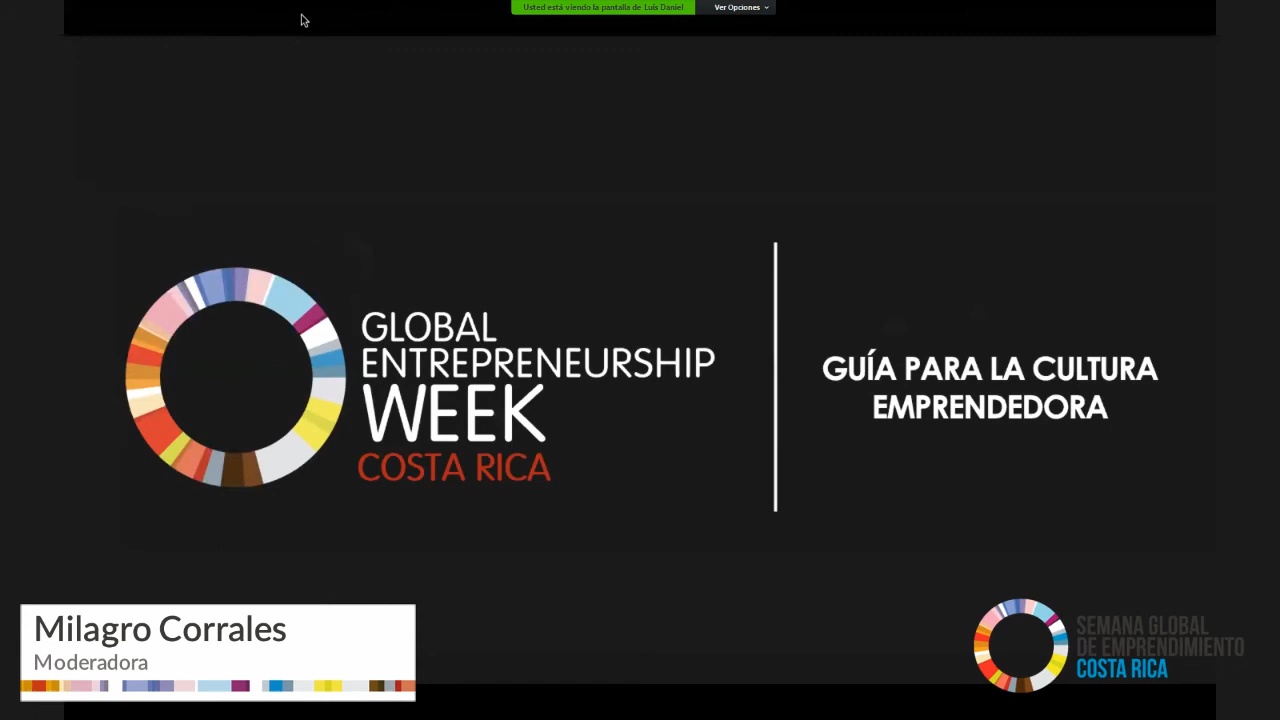 Usted está viendo la pantalla de Luis Daniel
Ver Opciones
GLOBAL
ENTREPRENEURSHIP
WEEK
COSTA RICA
GUÍA PARA LA CULTURA
EMPRENDEDORA
Milagro Corrales
Moderadora
SEMANA GLOBAL
DE EMPRENDIMIENTO
COSTA RICA